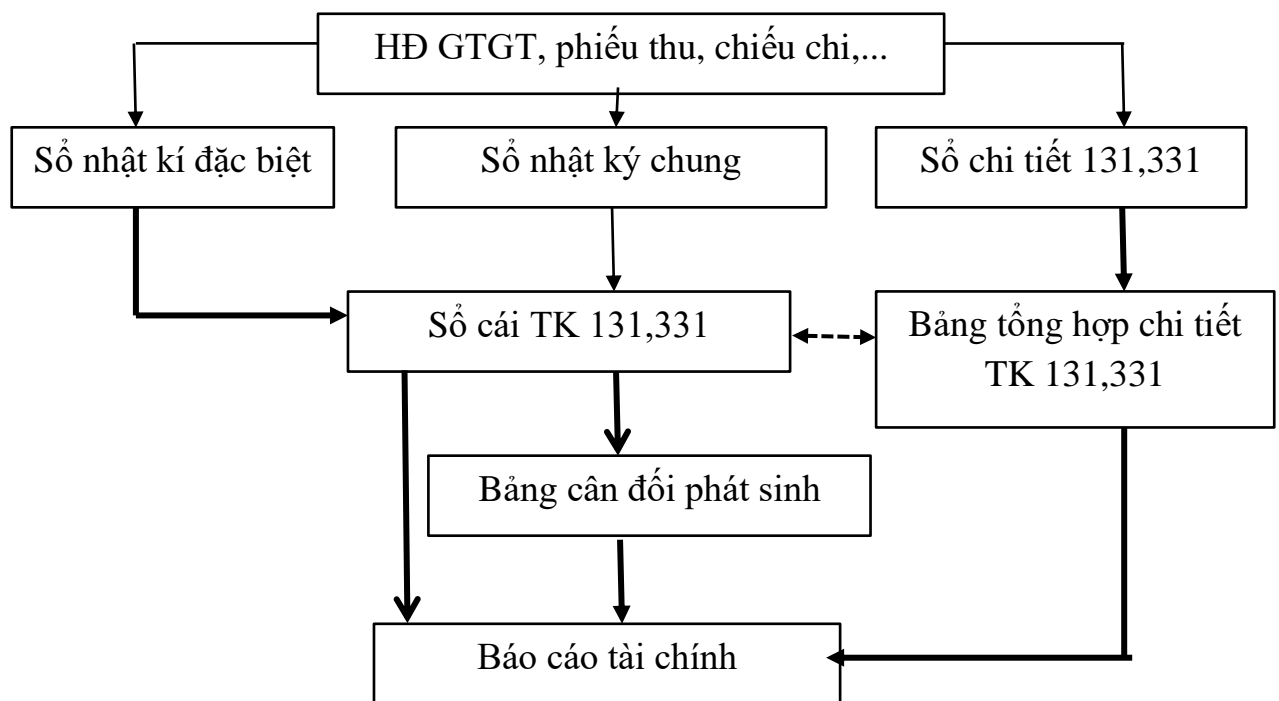 HĐ GTGT, phiếu thu, chiếu chi,...
Sổ nhật kí đặc biệt
Sổ nhật ký chung
Sổ chi tiết 131,331
Sổ cái TK 131,331
Bảng tổng hợp chi tiết
TK 131,331
Bảng cân đối phát sinh
Báo cáo tài chính